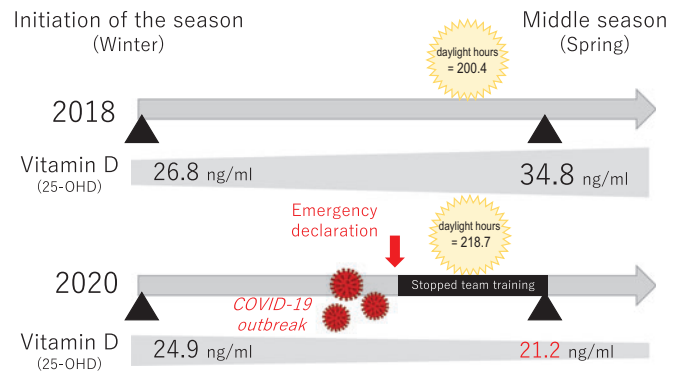 Initiation of the season
(Winter)
Middle season
(Spring)
daylight hours
= 200.4
2018
Vitamin D
(25-OHD)
26.8 ng/ml
34.8 ng/ml
Emergency
declaration
daylight hours
= 218.7
2020
Stopped team training
COVID-19
outbreak
Vitamin D
(25-OHD)
24.9 ng/ml
21.2 ng/ml